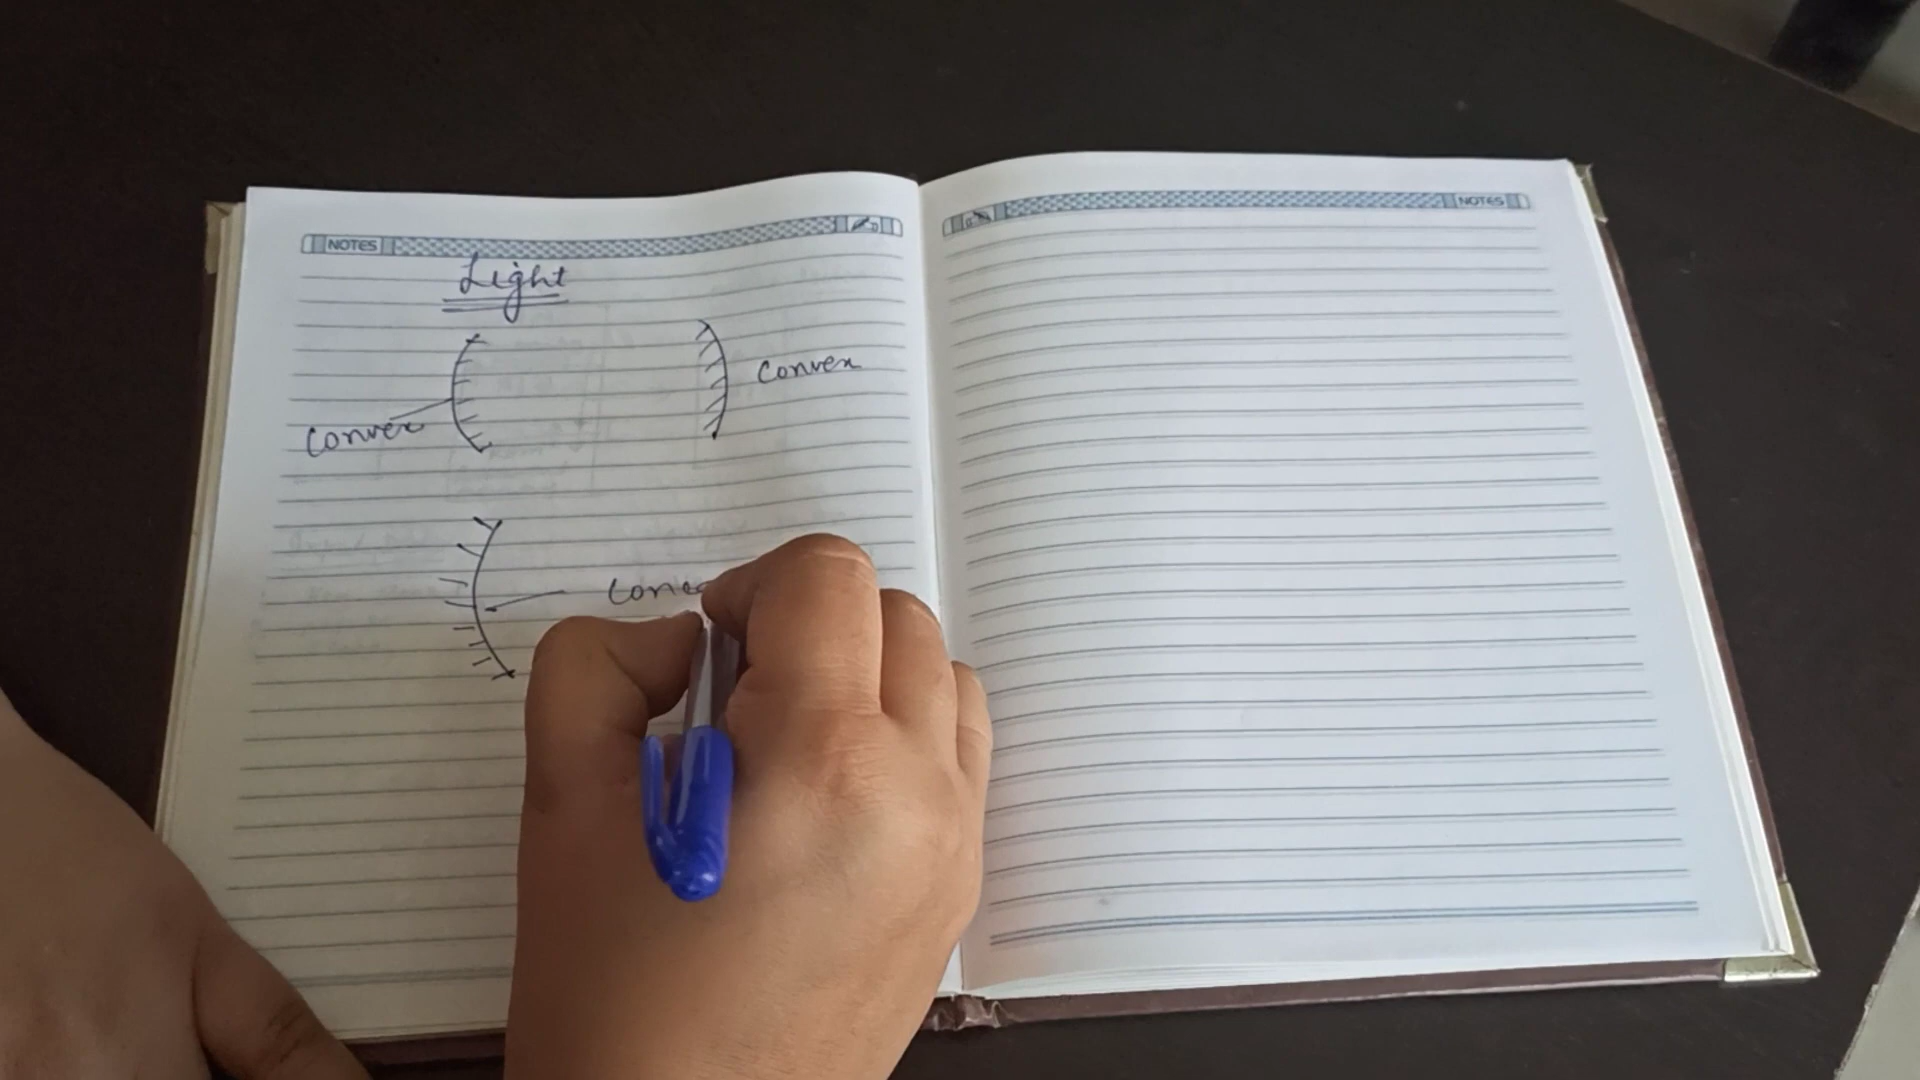 NOTES
NOTES
Light
Convex
Convex